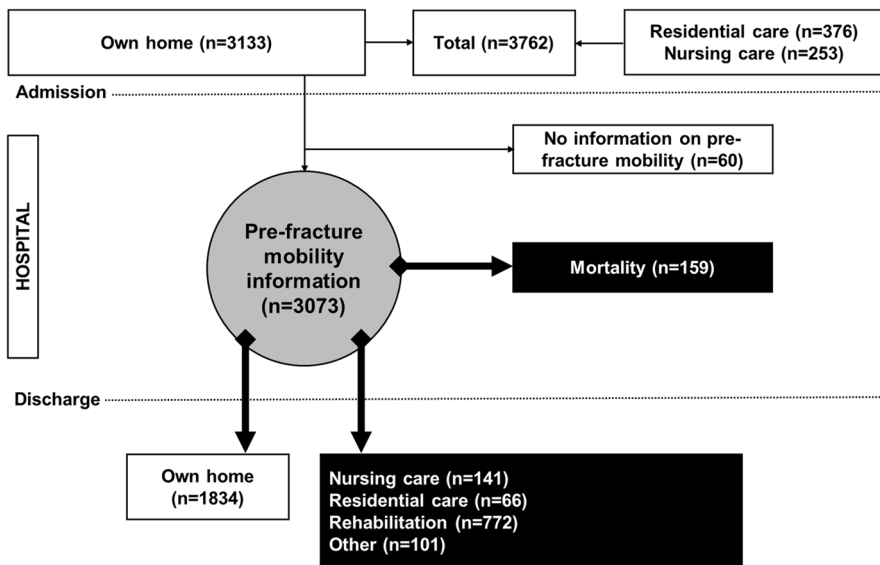 Own home (n=3133)
Total (n=3762)
Residential care (n=376)
Nursing care (n=253)
Admission
No information on pre-
fracture mobility (n=60)
HOSPITAL
Pre-fracture
mobility
information
(n=3073)
Mortality (n=159)
Discharge
Own home
(n=1834)
Nursing care (n=141)
Residential care (n=66)
Rehabilitation (n=772)
Other (n=101)